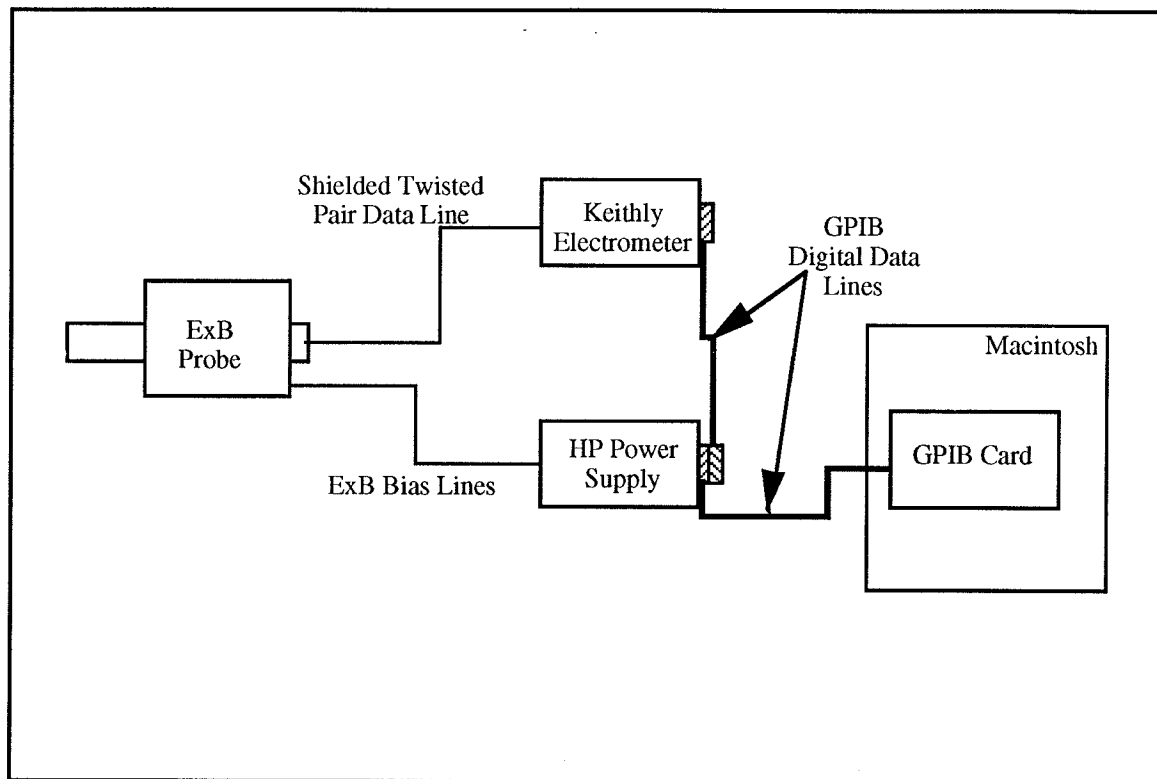 Shielded Twisted
Pair Data Line
Keithly
Electrometer
GPIB
Digital Data
Lines
ExB
Probe
Macintosh
HP Power
Supply
GPIB Card
ExB Bias Lines